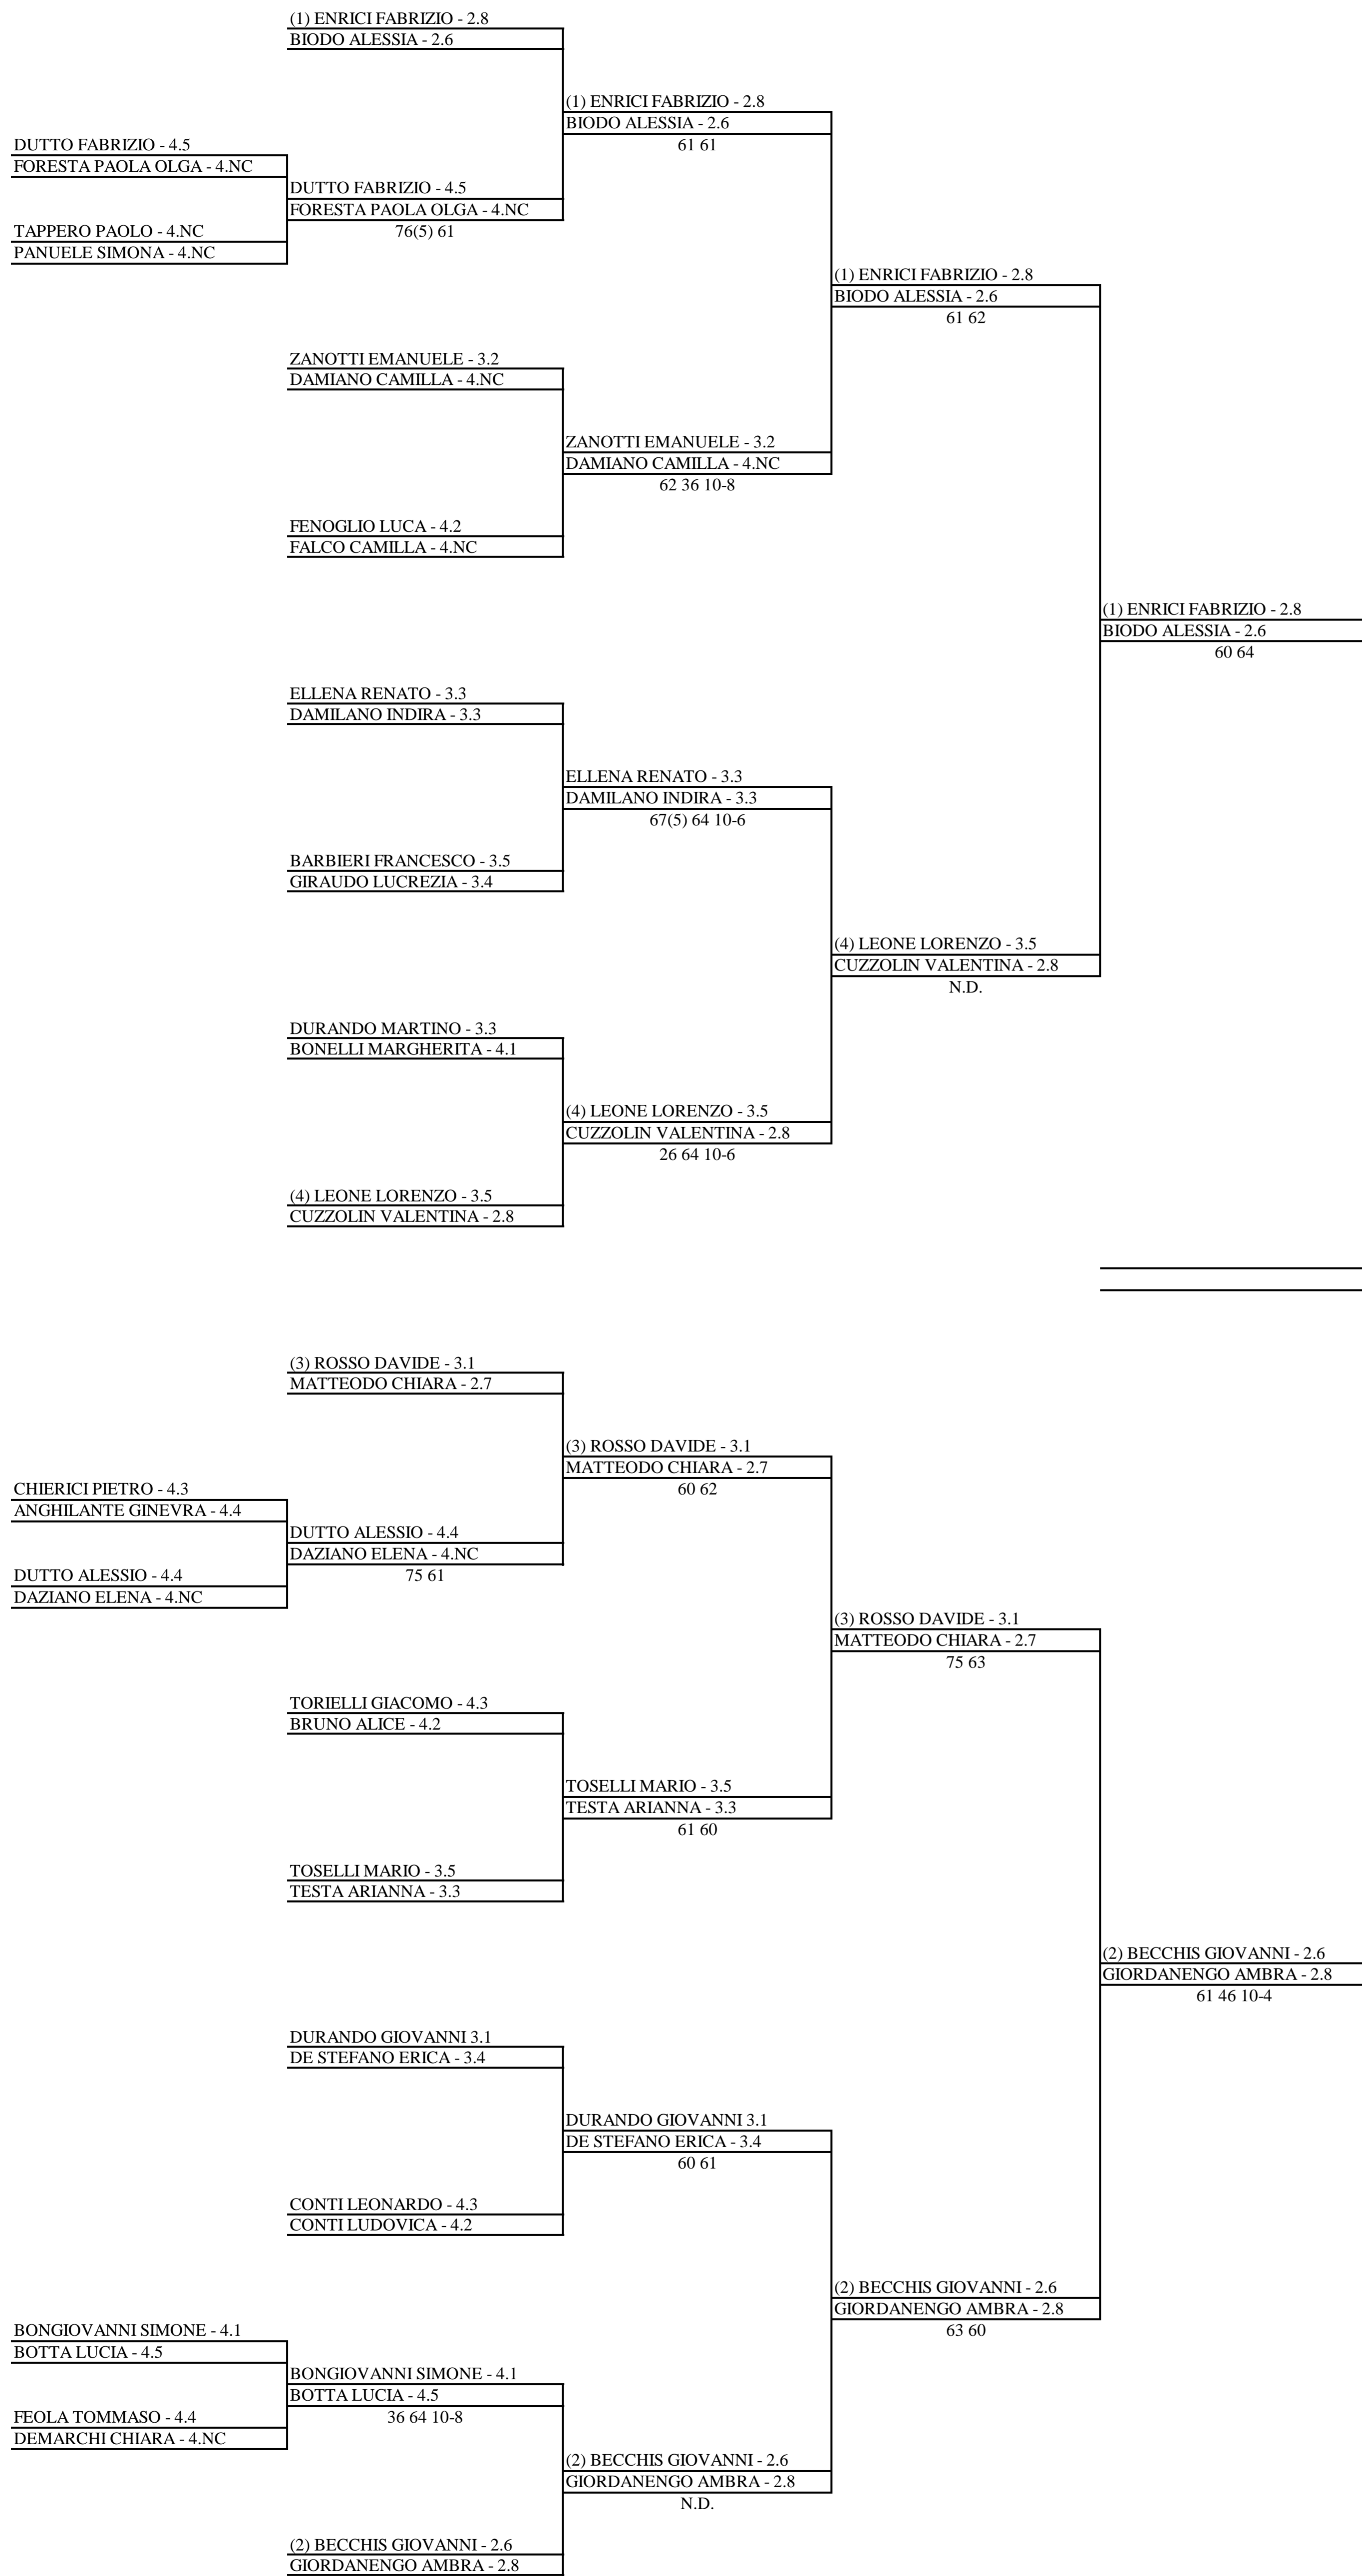 (1) ENRICI FABRIZIO - 2.8
BIODO ALESSIA - 2.6
(1) ENRICI FABRIZIO - 2.8
BIODO ALESSIA - 2.6
61 61
DUTTO FABRIZIO - 4.5
FORESTA PAOLA OLGA - 4.NC
DUTTO FABRIZIO - 4.5
FORESTA PAOLA OLGA - 4.NC
76(5) 61
TAPPERO PAOLO - 4.NC
PANUELE SIMONA - 4.NC
(1) ENRICI FABRIZIO - 2.8
BIODO ALESSIA - 2.6
61 62
ZANOTTI EMANUELE - 3.2
DAMIANO CAMILLA - 4.NC
ZANOTTI EMANUELE - 3.2
DAMIANO CAMILLA - 4.NC
62 36 10-8
FENOGLIO LUCA - 4.2
FALCO CAMILLA - 4.NC
(1) ENRICI FABRIZIO - 2.8
BIODO ALESSIA - 2.6
60 64
ELLENA RENATO - 3.3
DAMILANO INDIRA - 3.3
ELLENA RENATO - 3.3
DAMILANO INDIRA - 3.3
67(5) 64 10-6
BARBIERI FRANCESCO - 3.5
GIRAUDO LUCREZIA - 3.4
(4) LEONE LORENZO - 3.5
CUZZOLIN VALENTINA - 2.8
N.D.
DURANDO MARTINO - 3.3
BONELLI MARGHERITA - 4.1
(4) LEONE LORENZO - 3.5
CUZZOLIN VALENTINA - 2.8
26 64 10-6
(4) LEONE LORENZO - 3.5
CUZZOLIN VALENTINA - 2.8
(3) ROSSO DAVIDE - 3.1
MATTEODO CHIARA - 2.7
(3) ROSSO DAVIDE - 3.1
MATTEODO CHIARA - 2.7
60 62
CHIERICI PIETRO - 4.3
ANGHILANTE GINEVRA - 4.4
DUTTO ALESSIO - 4.4
DAZIANO ELENA - 4.NC
75 61
DUTTO ALESSIO - 4.4
DAZIANO ELENA - 4.NC
(3) ROSSO DAVIDE - 3.1
MATTEODO CHIARA - 2.7
75 63
TORIELLI GIACOMO - 4.3
BRUNO ALICE - 4.2
TOSELLI MARIO - 3.5
TESTA ARIANNA - 3.3
61 60
TOSELLI MARIO - 3.5
TESTA ARIANNA - 3.3
(2) BECCHIS GIOVANNI - 2.6
GIORDANENGO AMBRA - 2.8
61 46 10-4
DURANDO GIOVANNI 3.1
DE STEFANO ERICA - 3.4
DURANDO GIOVANNI 3.1
DE STEFANO ERICA - 3.4
60 61
CONTI LEONARDO - 4.3
CONTI LUDOVICA - 4.2
(2) BECCHIS GIOVANNI - 2.6
GIORDANENGO AMBRA - 2.8
63 60
BONGIOVANNI SIMONE - 4.1
BOTTA LUCIA - 4.5
BONGIOVANNI SIMONE - 4.1
BOTTA LUCIA - 4.5
36 64 10-8
FEOLA TOMMASO - 4.4
DEMARCHI CHIARA - 4.NC
(2) BECCHIS GIOVANNI - 2.6
GIORDANENGO AMBRA - 2.8
N.D.
(2) BECCHIS GIOVANNI - 2.6
GIORDANENGO AMBRA - 2.8